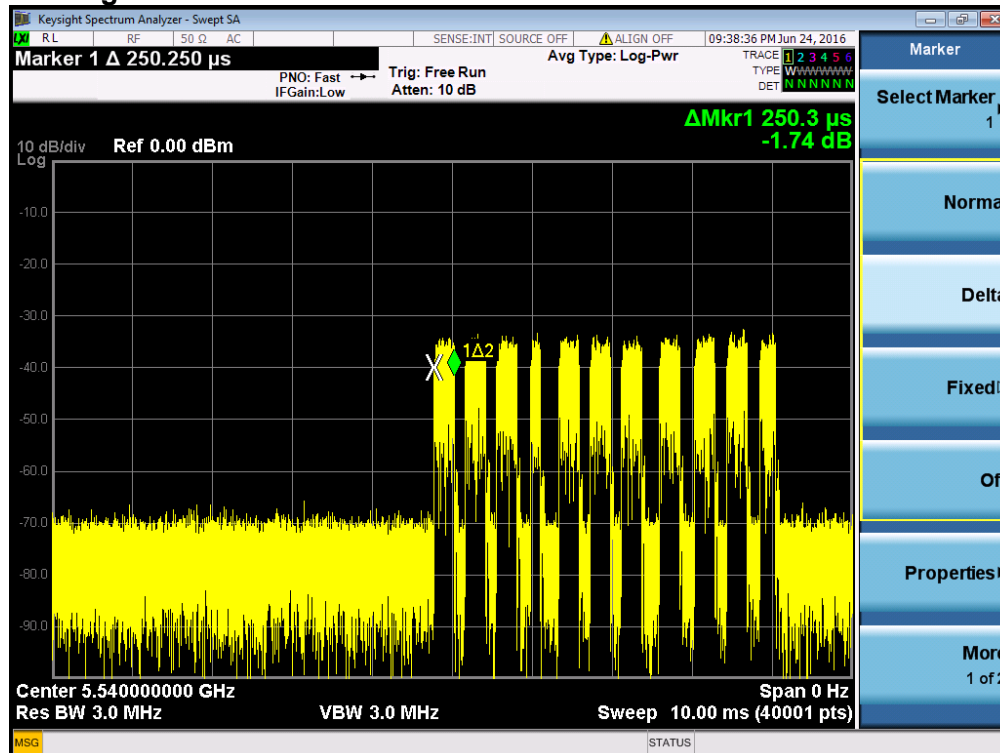 Keysight Spectrum Analyzer - Swept SA
LXI RL RF 50 Ω AC SENSE:INT SOURCE OFF ALIGN OFF 09:38:36 PM Jun 24, 2016
Marker 1 Δ 250.250 µs
PNO: Fast
IFGain:Low
Trig: Free Run
Atten: 10 dB
Avg Type: Log-Pwr
TRACE 1 2 3 4 5 6
TYPE WWWWWW
DET N N N N N N
ΔMkr1 250.3 µs
-1.74 dB
10 dB/div Ref 0.00 dBm
Log
-10.0
-20.0
-30.0
-40.0
-50.0
-60.0
-70.0
-80.0
-90.0
X
1Δ2
Center 5.540000000 GHz Span 0 Hz
Res BW 3.0 MHz VBW 3.0 MHz Sweep 10.00 ms (40001 pts)
MSG STATUS
Marker
Select Marker
1
Norma
Delta
Fixed
Of
Properties
More
1 of 2